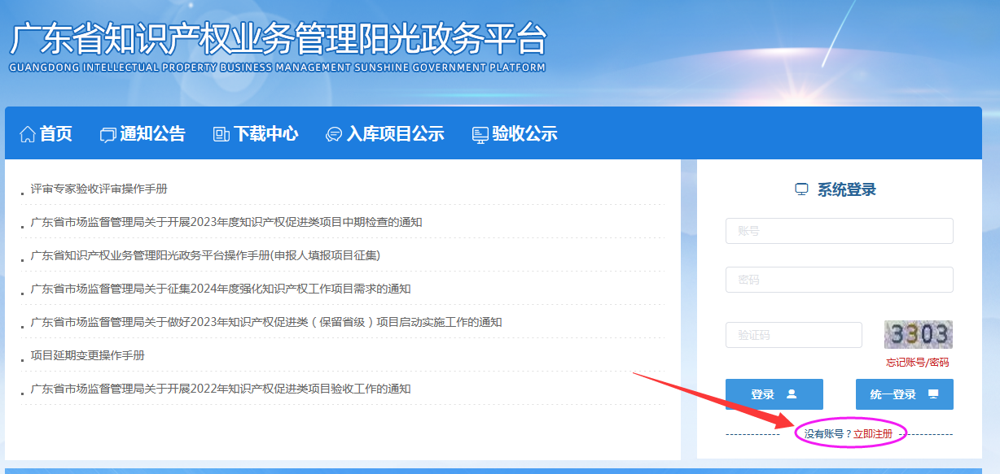 广东省知识产权业务管理阳光政务平台
GUANGDONG INTELLECTUAL PROPERTY BUSINESS MANAGEMENT SUNSHINE GOVERNMENT PLATFORM
首页 通知公告 下载中心 入库项目公示 验收公示
评审专家验收评审操作手册
广东省市场监督管理局关于开展2023年度知识产权促进类项目中期检查的通知
广东省知识产权业务管理阳光政务平台操作手册(申报人填报项目征集)
广东省市场监督管理局关于征集2024年度强化知识产权工作项目需求的通知
广东省市场监督管理局关于做好2023年知识产权促进类（保留省级）项目启动实施工作的通知
项目延期变更操作手册
广东省市场监督管理局关于开展2022年知识产权促进类项目验收工作的通知
系统登录
账号
密码
验证码 3303
忘记账号/密码
登录 统一登录
没有账号？立即注册